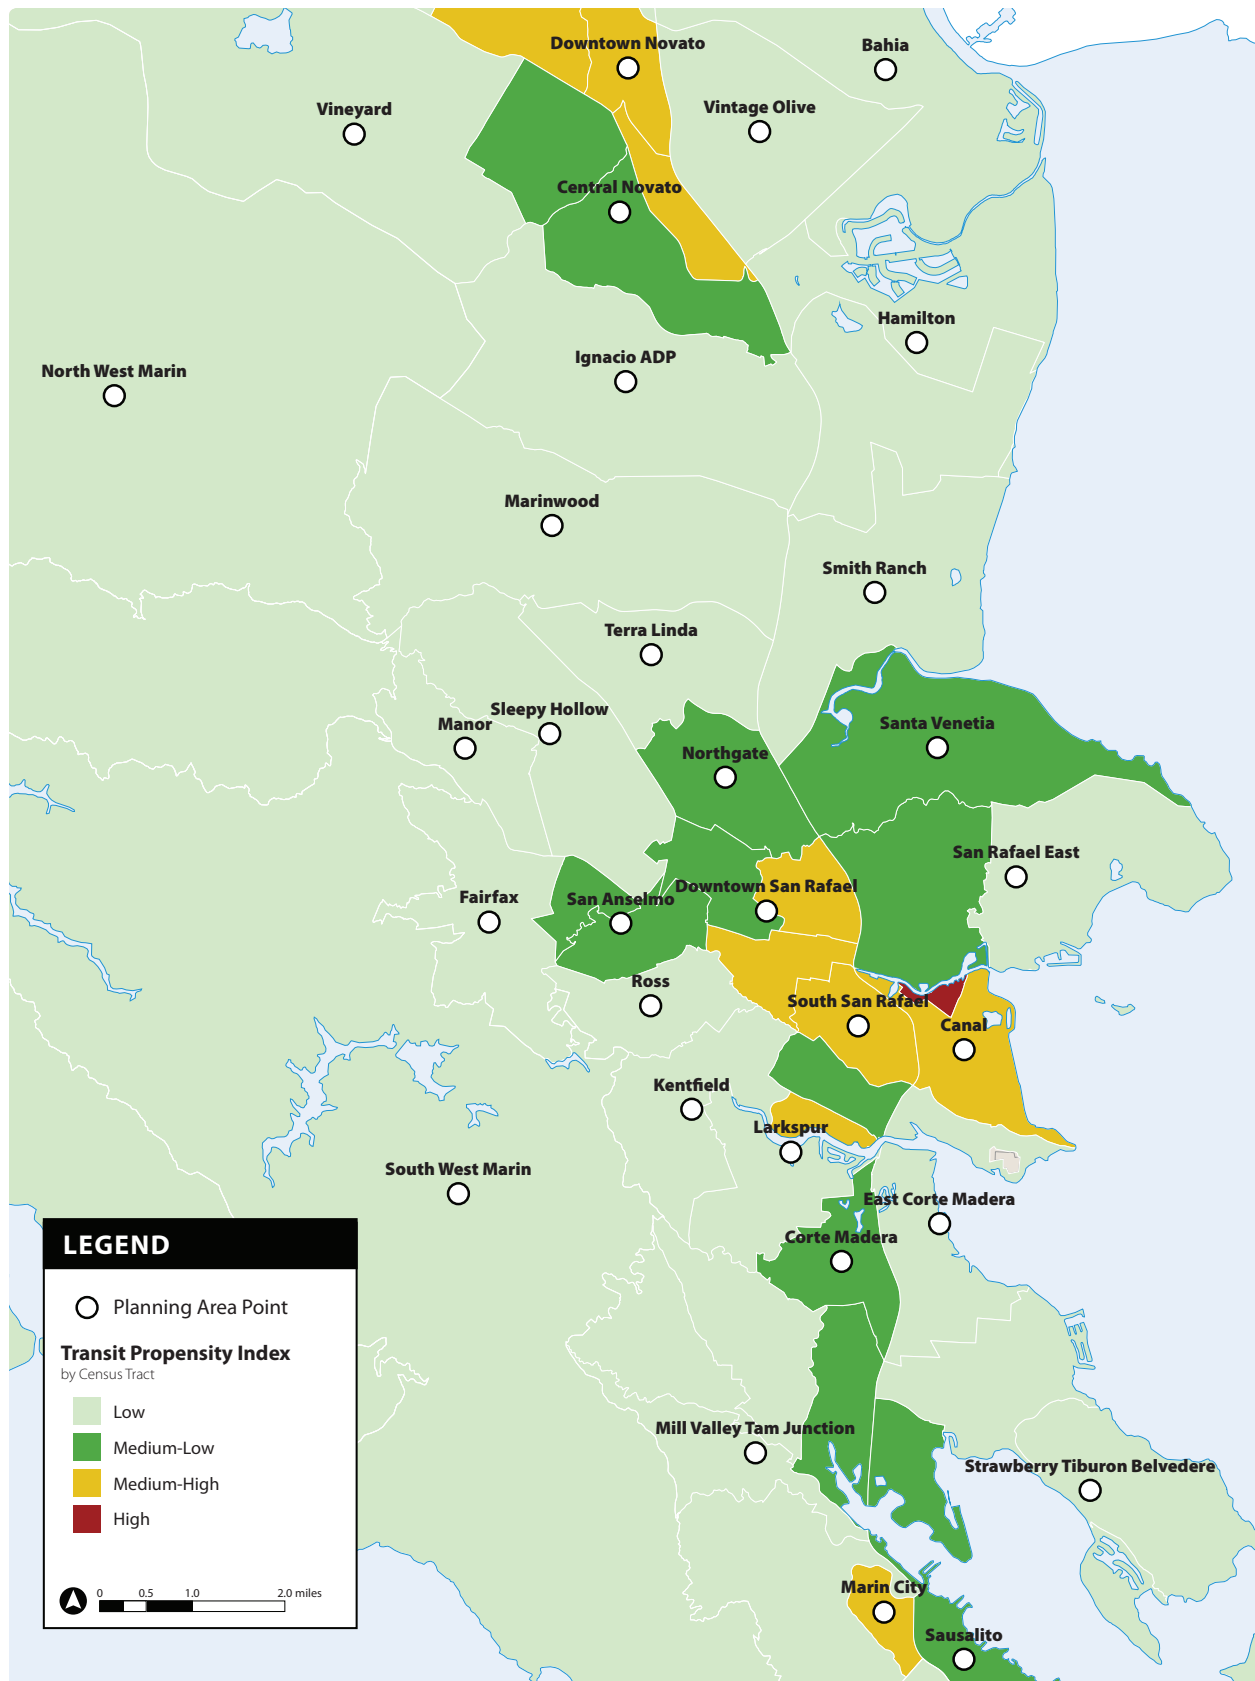 Downtown Novato
Bahia
Vineyard
Vintage Olive
Central Novato
Hamilton
Ignacio ADP
North West Marin
Marinwood
Smith Ranch
Terra Linda
Sleepy Hollow
Manor
Santa Venetia
Northgate
San Rafael East
Downtown San Rafael
Fairfax
San Anselmo
Ross
South San Rafael
Canal
Kentfield
Larkspur
South West Marin
East Corte Madera
Corte Madera
Mill Valley Tam Junction
Strawberry Tiburon Belvedere
Marin City
Sausalito
LEGEND
Planning Area Point
Transit Propensity Index
by Census Tract
Low
Medium-Low
Medium-High
High
0 0.5 1.0 2.0 miles